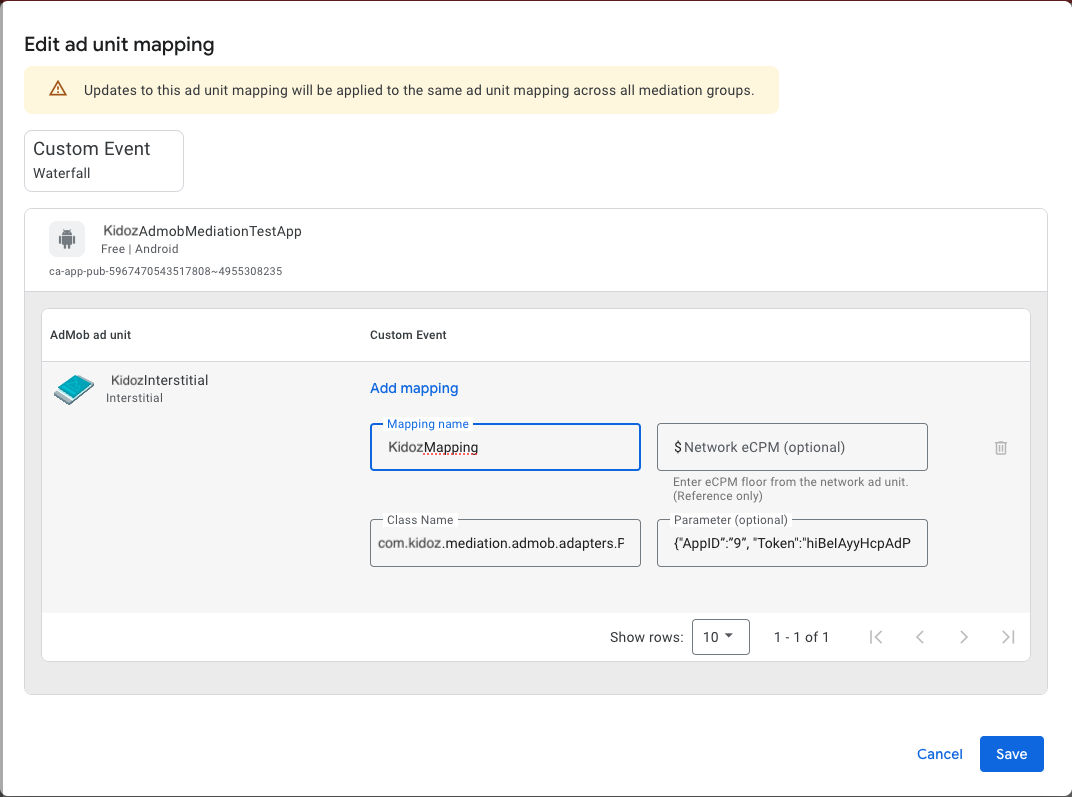 Edit ad unit mapping
Updates to this ad unit mapping will be applied to the same ad unit mapping across all mediation groups.
Custom Event
Waterfall
KidozAdmobMediationTestApp
Free | Android
ca-app-pub-5967470543517808~4955308235
AdMob ad unit Custom Event
KidozInterstitial
Interstitial
Add mapping
Mapping name
KidozMapping
$ Network eCPM (optional)
Enter eCPM floor from the network ad unit.
(Reference only)
Class Name Parameter (optional)
com.kidoz.mediation.admob.adapters.F {"AppID":"9", "Token":"hiBeIAyyHcpAdP
Show rows: 10 1 - 1 of 1
Cancel Save